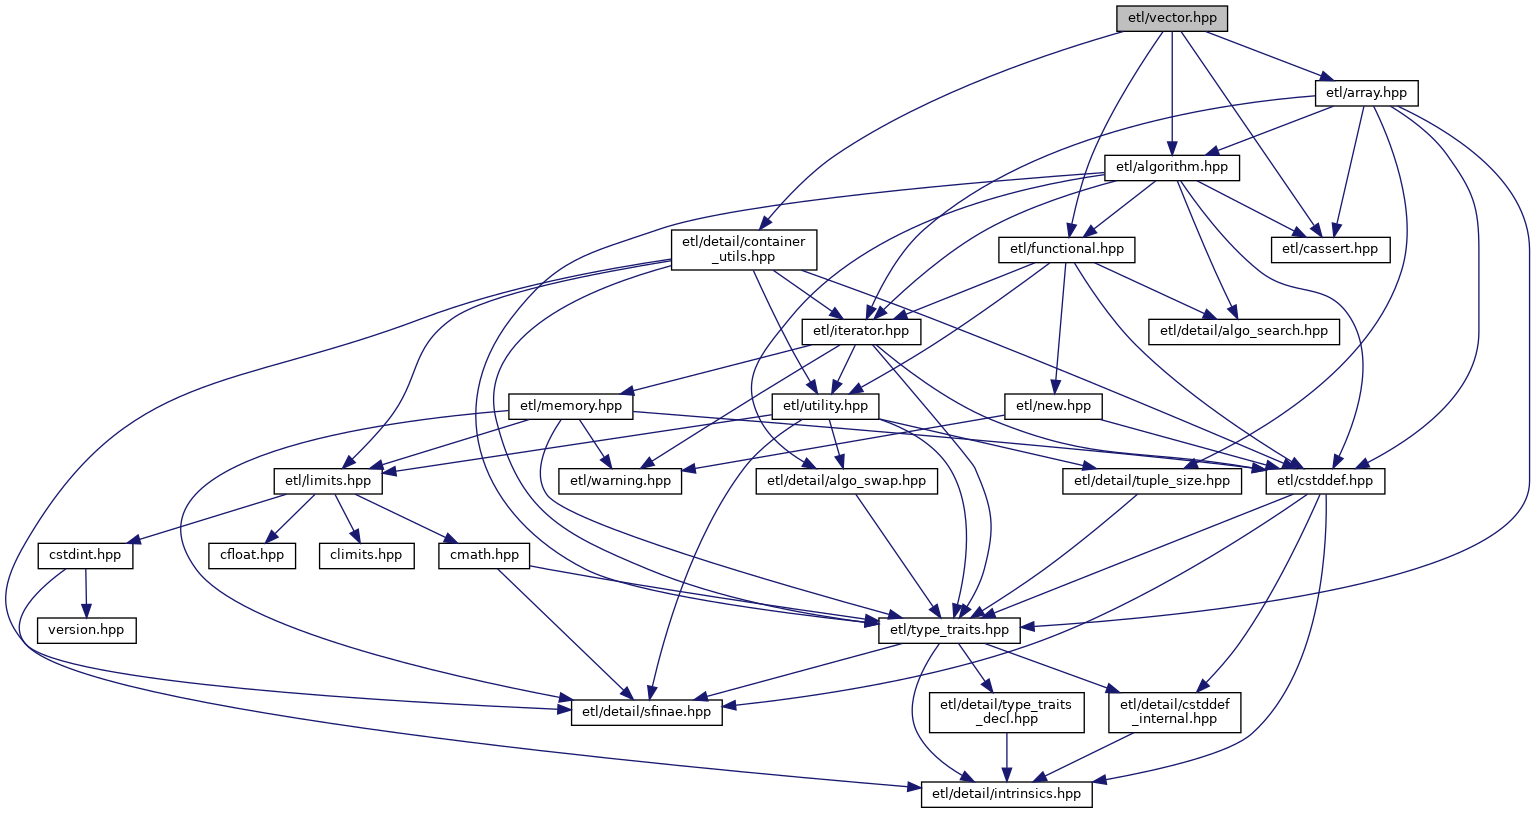 etl/vector.hpp
etl/array.hpp
etl/algorithm.hpp
etl/detail/container
_utils.hpp
etl/functional.hpp
etl/cassert.hpp
etl/iterator.hpp
etl/detail/algo_search.hpp
etl/memory.hpp
etl/utility.hpp
etl/new.hpp
etl/limits.hpp
etl/warning.hpp
etl/detail/algo_swap.hpp
etl/detail/tuple_size.hpp
etl/cstddef.hpp
cstdint.hpp
cfloat.hpp
climits.hpp
cmath.hpp
version.hpp
etl/type_traits.hpp
etl/detail/sfinae.hpp
etl/detail/type_traits
_decl.hpp
etl/detail/cstddef
_internal.hpp
etl/detail/intrinsics.hpp